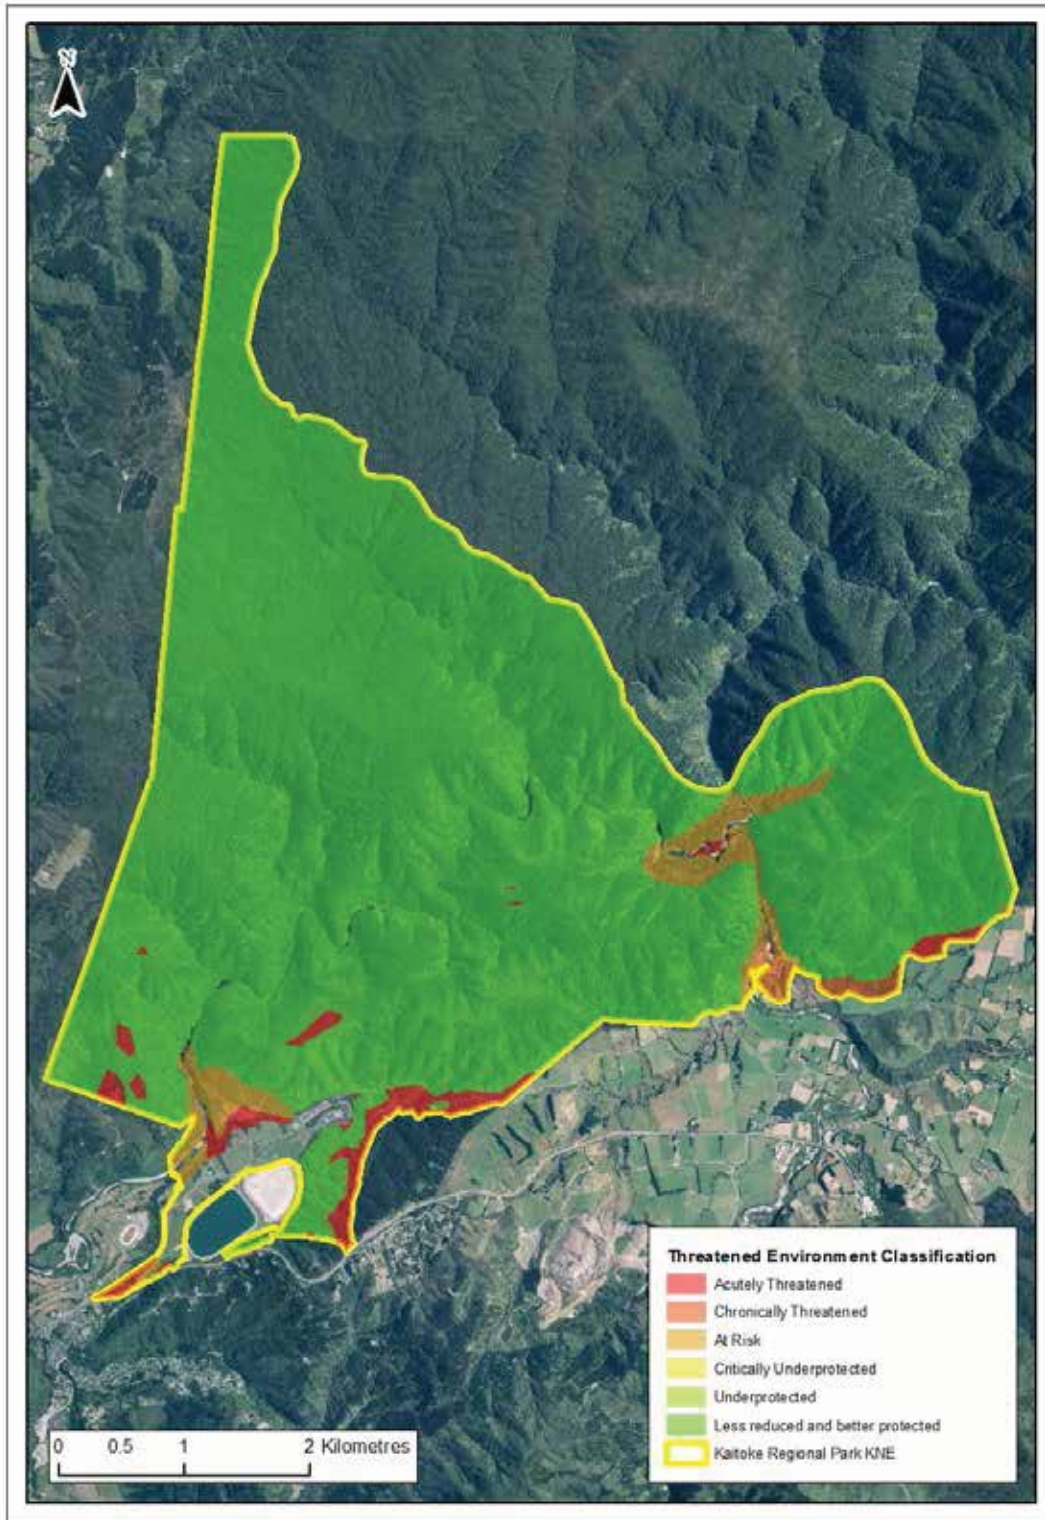 N
Threatened Environment Classification
Acutely Threatened
Chronically Threatened
At Risk
Critically Underprotected
Underprotected
Less reduced and better protected
Kaitoke Regional Park KNE
0 0.5 1 2 Kilometres